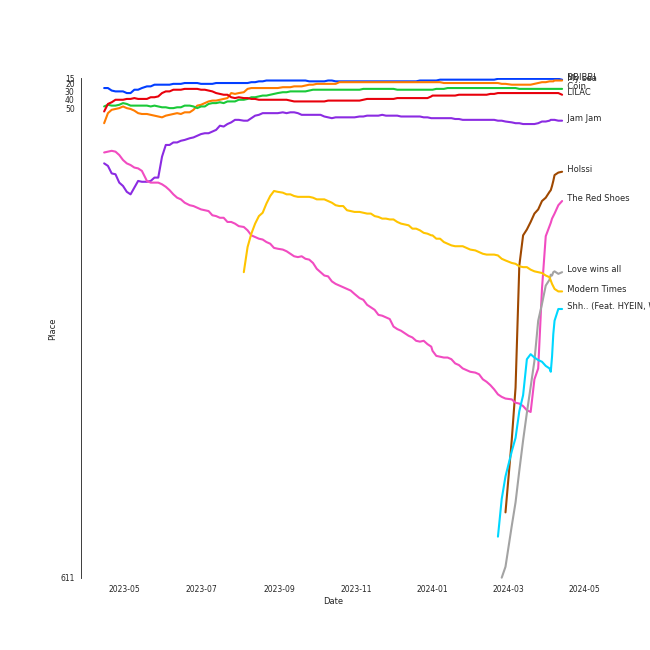 15
20
30
40
50
611
Place
BBIBBI
Coin
LILAC
Jam Jam
Holssi
The Red Shoes
Love wins all
Modern Times
Shh.. (Feat. HYEIN,
2023-05
2023-07
2023-09
2023-11
2024-01
2024-03
2024-05
Date